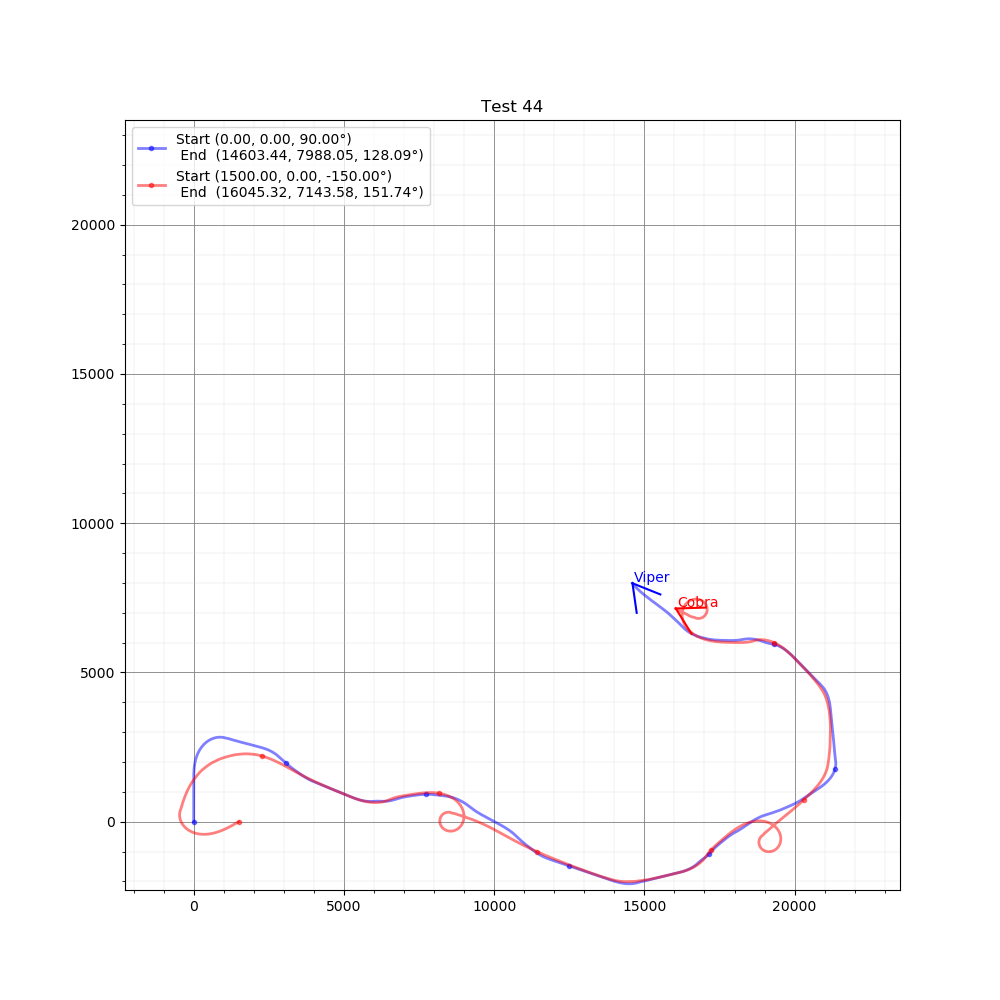 Test 44
Start (0.00, 0.00, 90.00°)
End  (14603.44, 7988.05, 128.09°)
Start (1500.00, 0.00, -150.00°)
End  (16045.32, 7143.58, 151.74°)
20000
15000
10000
5000
0
Viper
Cobra
0
5000
10000
15000
20000